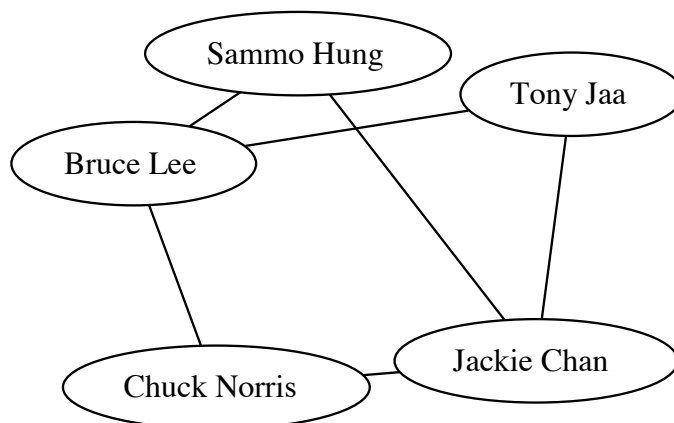 Sammo Hung
Tony Jaa
Bruce Lee
Jackie Chan
Chuck Norris